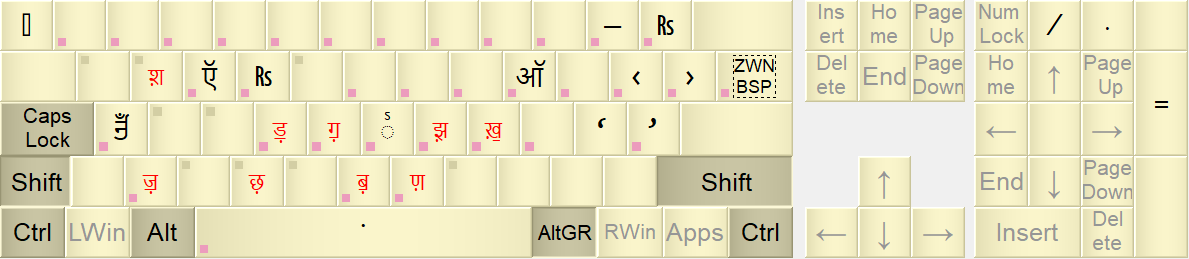 – ₨ Ins ert Ho me Page Up Num Lock / .
श़ ऍ ₨ ऑ ‹ › ZWN BSP Del ete End Page Down Ho me ↑ Page Up
Caps Lock ड़ ग़ s झ़ ख़ ‘ ’ ← → =
Shift ज़ छ़ ब़ ण़ Shift ↑ End ↓ Page Down
Ctrl LWin Alt . AltGR RWin Apps Ctrl ← ↓ → Insert Del ete